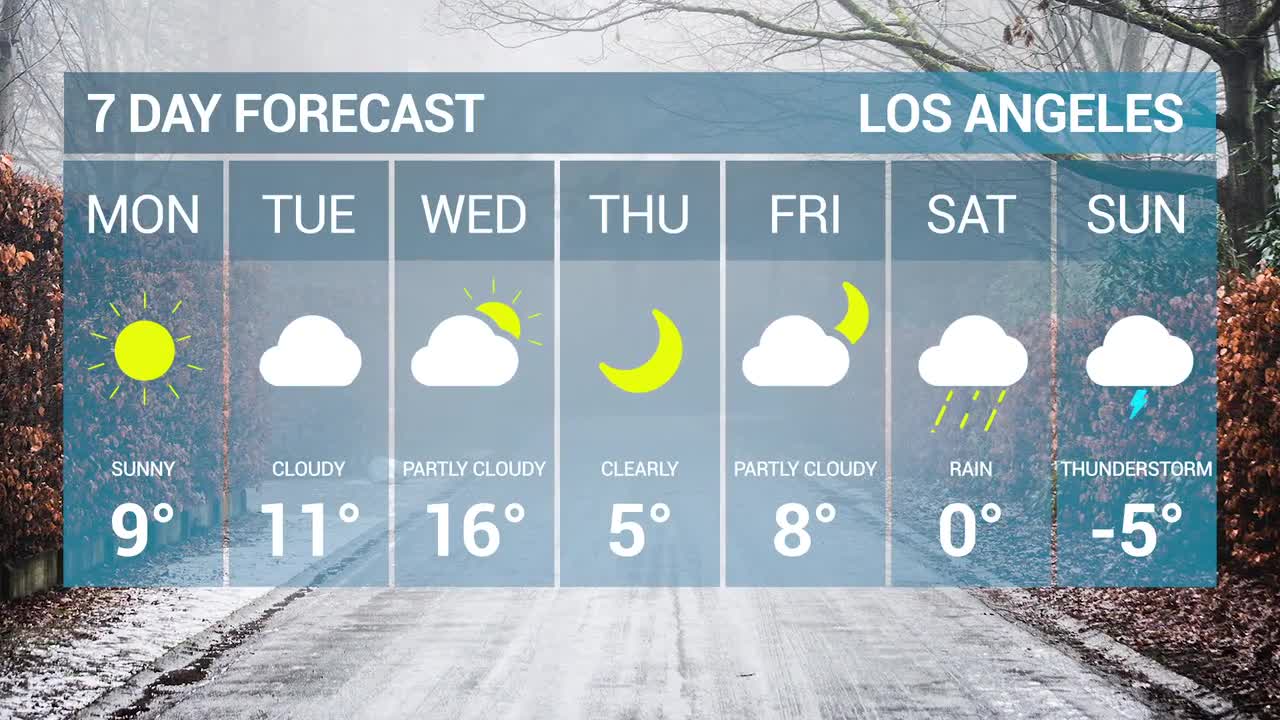 7 DAY FORECAST LOS ANGELES
MON TUE WED THU FRI SAT SUN
SUNNY CLOUDY PARTLY CLOUDY CLEARLY PARTLY CLOUDY RAIN THUNDERSTORM
9° 11° 16° 5° 8° 0° -5°